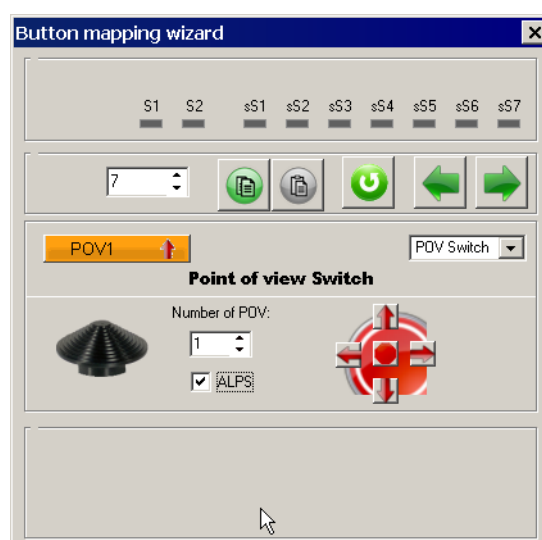 Button mapping wizard
S1 S2 sS1 sS2 sS3 sS4 sS5 sS6 sS7
7
POV1 POV Switch
Point of view Switch
Number of POV:
1
ALPS